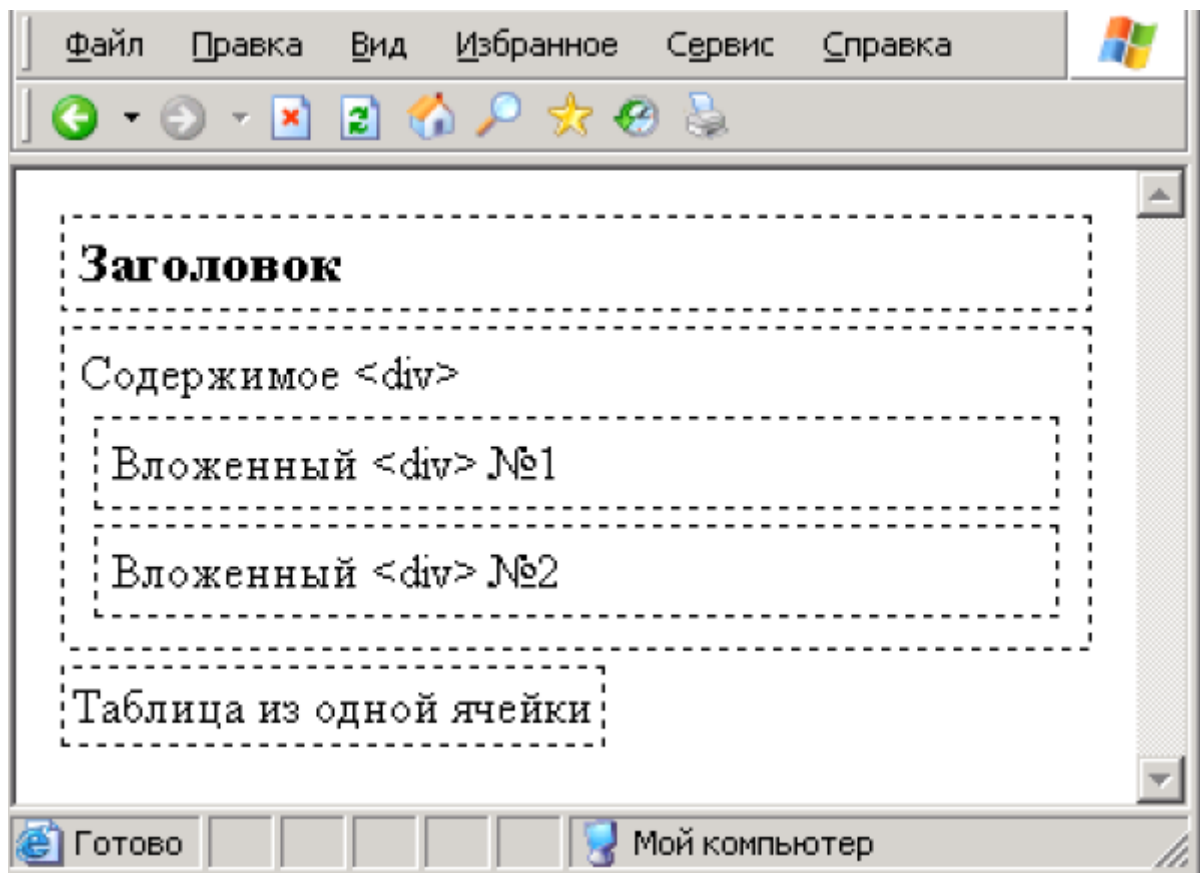 Файл Правка Вид Избранное Сервис Справка
Заголовок
Содержимое <div>
Вложенный <div> №1
Вложенный <div> №2
Таблица из одной ячейки
Готово Мой компьютер